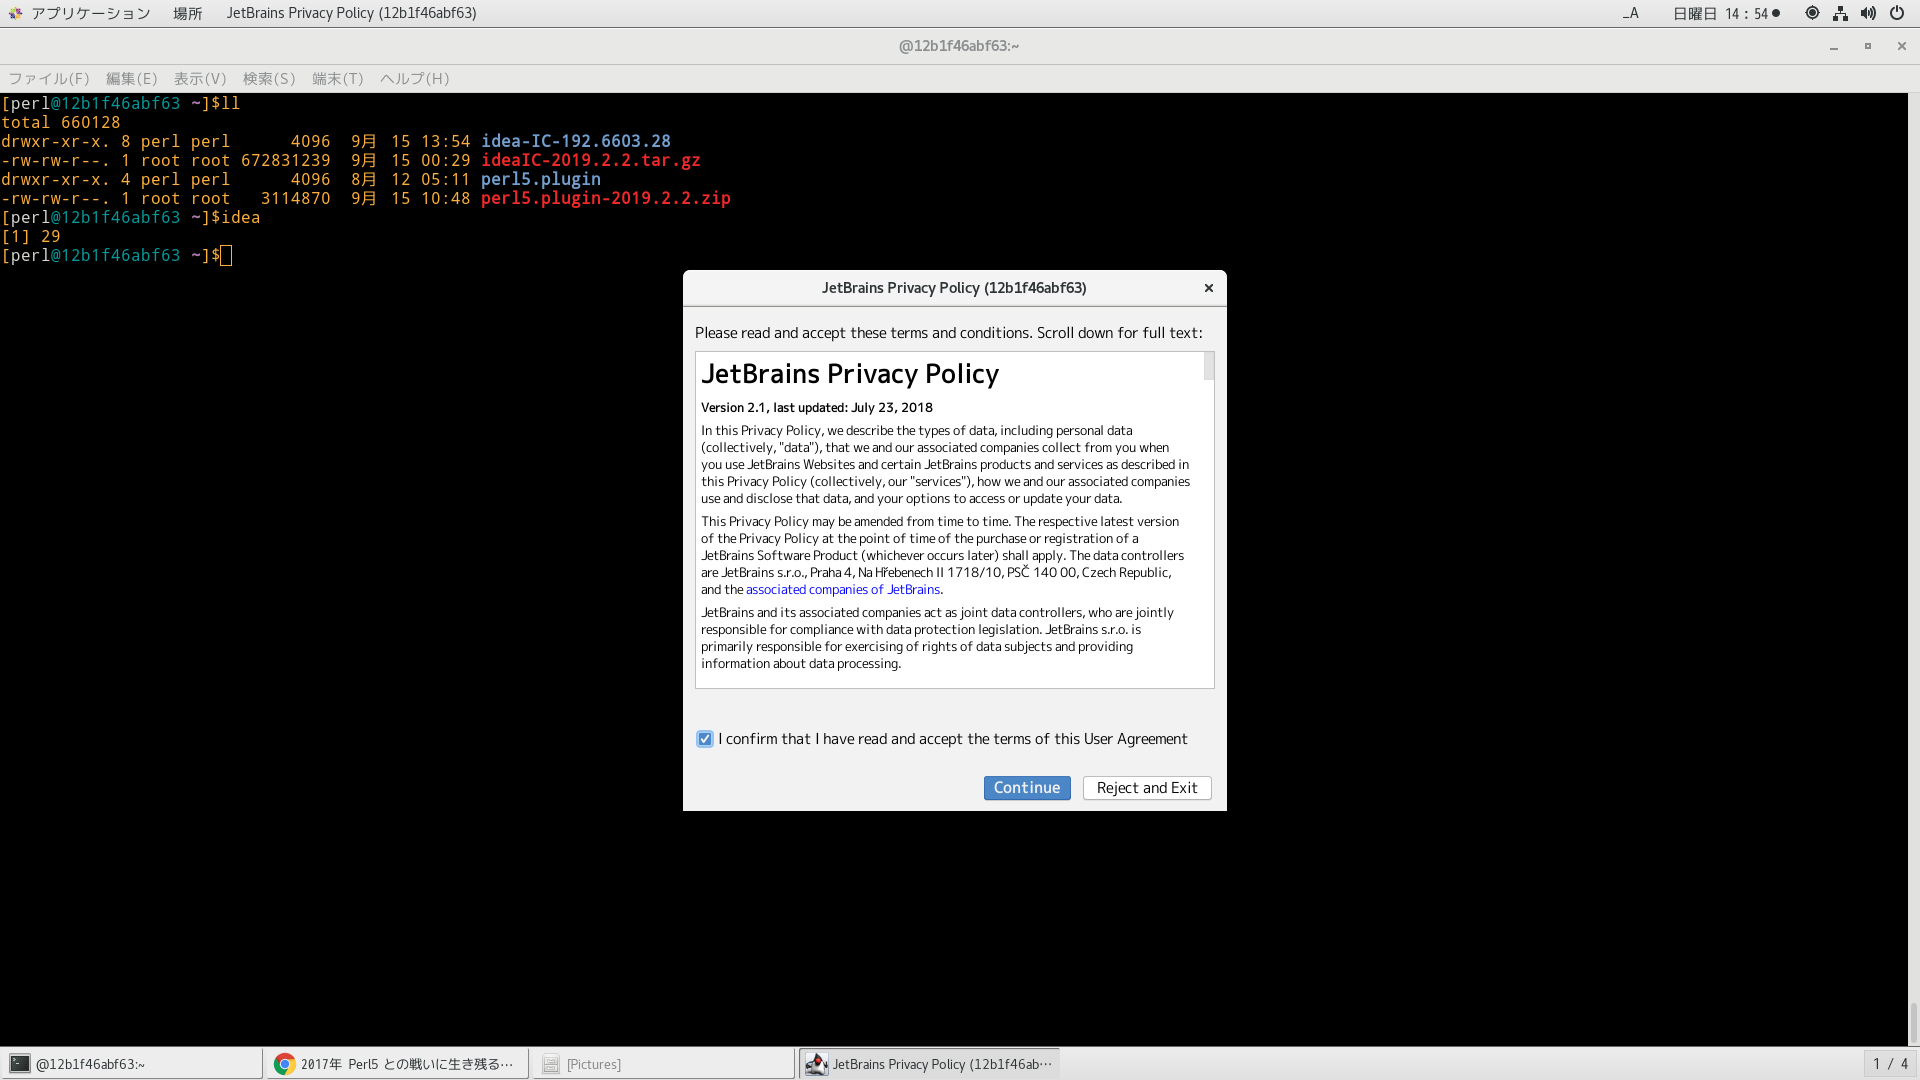 アプリケーション 場所 JetBrains Privacy Policy (12b1f46abf63) _A 日曜日 14：54
@12b1f46abf63:~
ファイル(F) 編集(E) 表示(V) 検索(S) 端末(T) ヘルプ(H)
[perl@12b1f46abf63 ~]$ll
total 660128
drwxr-xr-x. 8 perl perl      4096  9月 15 13:54 idea-IC-192.6603.28
-rw-rw-r--. 1 root root 672831239  9月 15 00:29 ideaIC-2019.2.2.tar.gz
drwxr-xr-x. 4 perl perl      4096  8月 12 05:11 perl5.plugin
-rw-rw-r--. 1 root root   3114870  9月 15 10:48 perl5.plugin-2019.2.2.zip
[perl@12b1f46abf63 ~]$idea
[1] 29
[perl@12b1f46abf63 ~]$
JetBrains Privacy Policy (12b1f46abf63)
Please read and accept these terms and conditions. Scroll down for full text:
JetBrains Privacy Policy
Version 2.1, last updated: July 23, 2018
In this Privacy Policy, we describe the types of data, including personal data
(collectively, "data"), that we and our associated companies collect from you when
you use JetBrains Websites and certain JetBrains products and services as described in
this Privacy Policy (collectively, our "services"), how we and our associated companies
use and disclose that data, and your options to access or update your data.
This Privacy Policy may be amended from time to time. The respective latest version
of the Privacy Policy at the point of time of the purchase or registration of a
JetBrains Software Product (whichever occurs later) shall apply. The data controllers
are JetBrains s.r.o., Praha 4, Na Hřebenech II 1718/10, PSČ 140 00, Czech Republic,
and the associated companies of JetBrains.
JetBrains and its associated companies act as joint data controllers, who are jointly
responsible for compliance with data protection legislation. JetBrains s.r.o. is
primarily responsible for exercising of rights of data subjects and providing
information about data processing.
I confirm that I have read and accept the terms of this User Agreement
Continue Reject and Exit
@12b1f46abf63:~ 2017年 Perl5 との戦いに生き残る… [Pictures] JetBrains Privacy Policy (12b1f46ab… 1 / 4